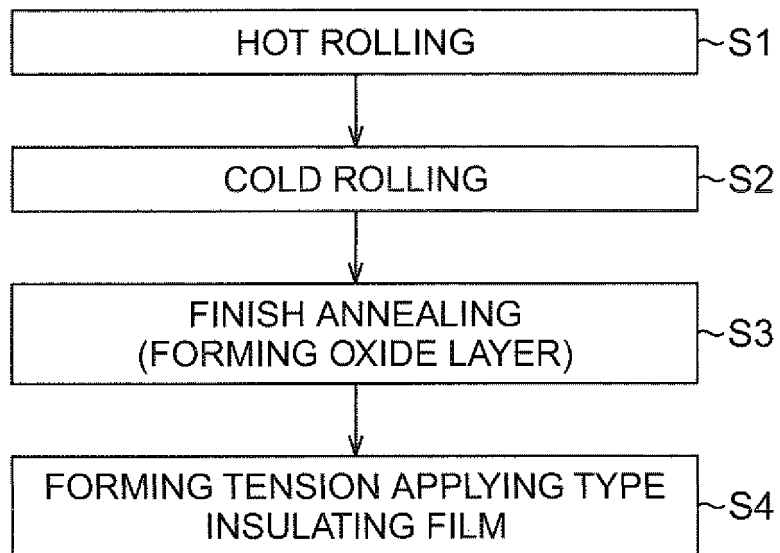 HOT ROLLING ~S1
COLD ROLLING ~S2
FINISH ANNEALING
(FORMING OXIDE LAYER) ~S3
FORMING TENSION APPLYING TYPE
INSULATING FILM ~S4